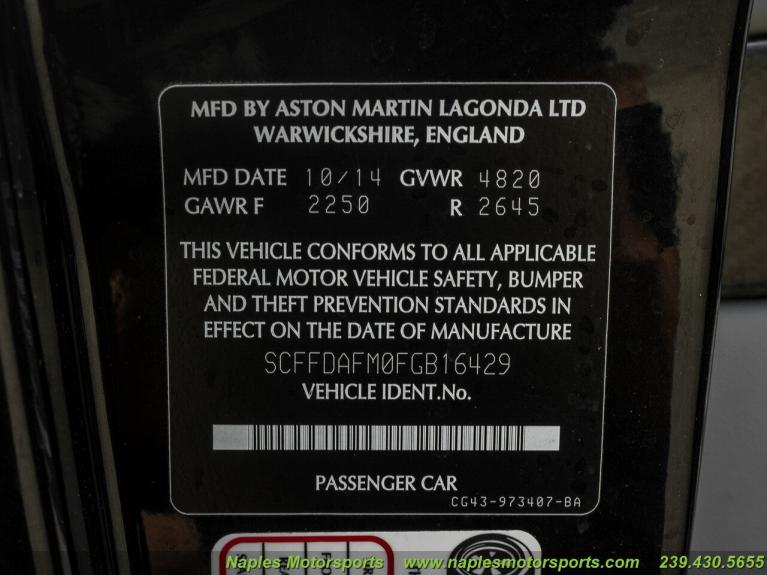 MFD BY ASTON MARTIN LAGONDA LTD
WARWICKSHIRE, ENGLAND
MFD DATE 10/14 GVWR 4820
GAWR F 2250 R 2645
THIS VEHICLE CONFORMS TO ALL APPLICABLE
FEDERAL MOTOR VEHICLE SAFETY, BUMPER
AND THEFT PREVENTION STANDARDS IN
EFFECT ON THE DATE OF MANUFACTURE
SCFFDAFM0FGB16429
VEHICLE IDENT.No.
PASSENGER CAR
CG43-973407-BA
Naples Motorsports - www.naplesmotorsports.com - 239.430.5655